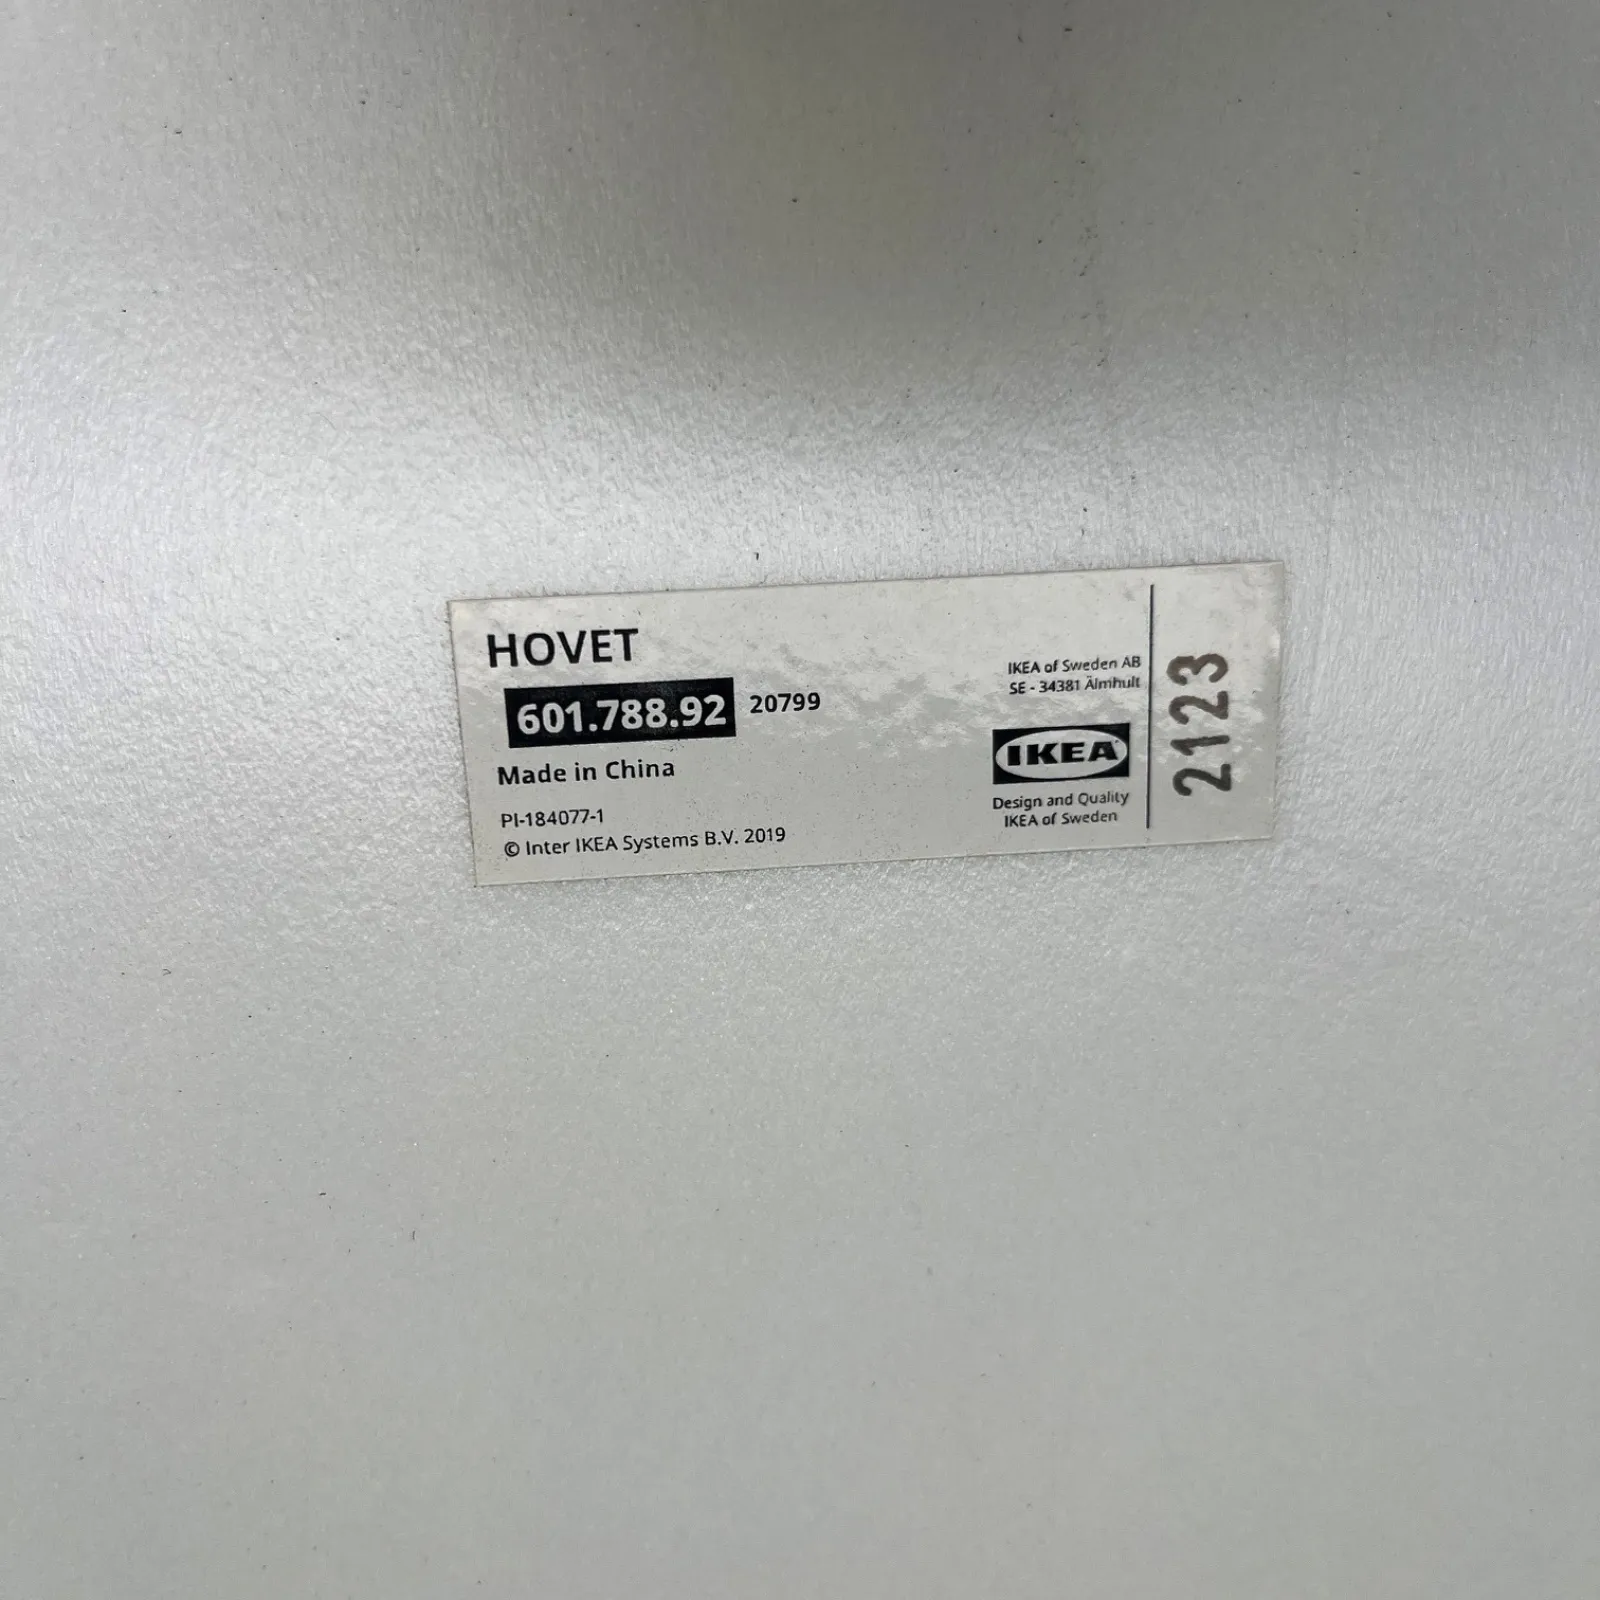 HOVET
601.788.92 20799
Made in China
PI-184077-1
© Inter IKEA Systems B.V. 2019
IKEA of Sweden AB
SE - 34381 Älmhult
IKEA
Design and Quality
IKEA of Sweden
2123